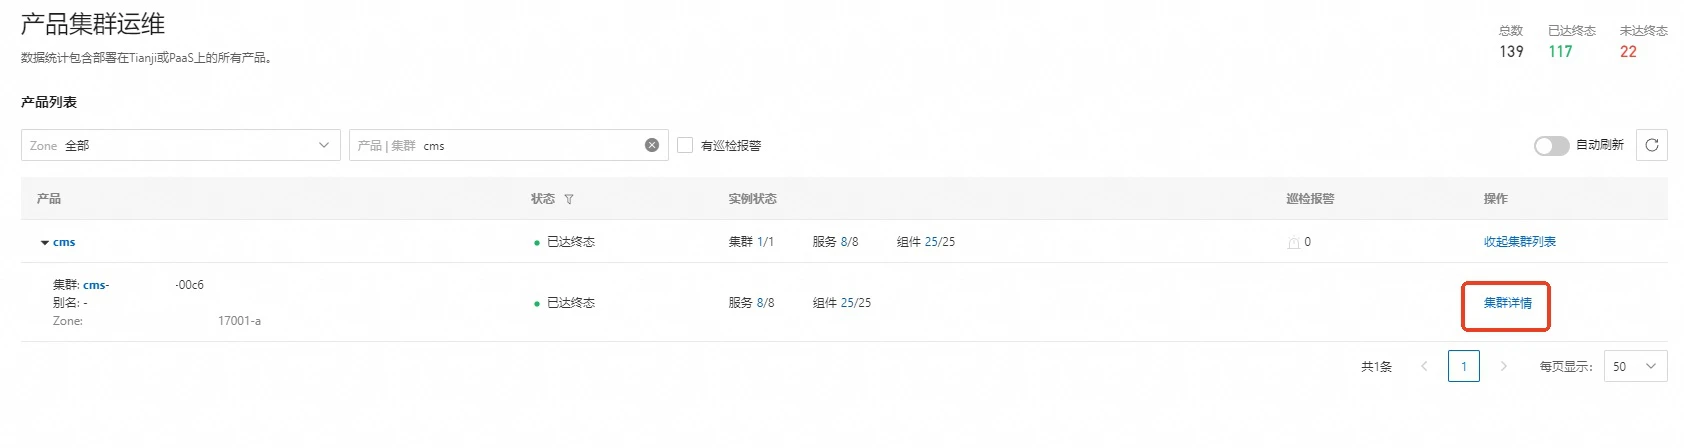 产品集群运维
总数 已达终态 未达终态
139 117 22
数据统计包含部署在Tianji或PaaS上的所有产品。
产品列表
Zone 全部 产品 | 集群 cms 有巡检报警 自动刷新
产品 状态 实例状态 巡检报警 操作
cms 已达终态 集群 1/1 服务 8/8 组件 25/25 0 收起集群列表
集群: cms- -00c6
别名: - 已达终态 服务 8/8 组件 25/25 集群详情
Zone: 17001-a
共1条 1 每页显示: 50